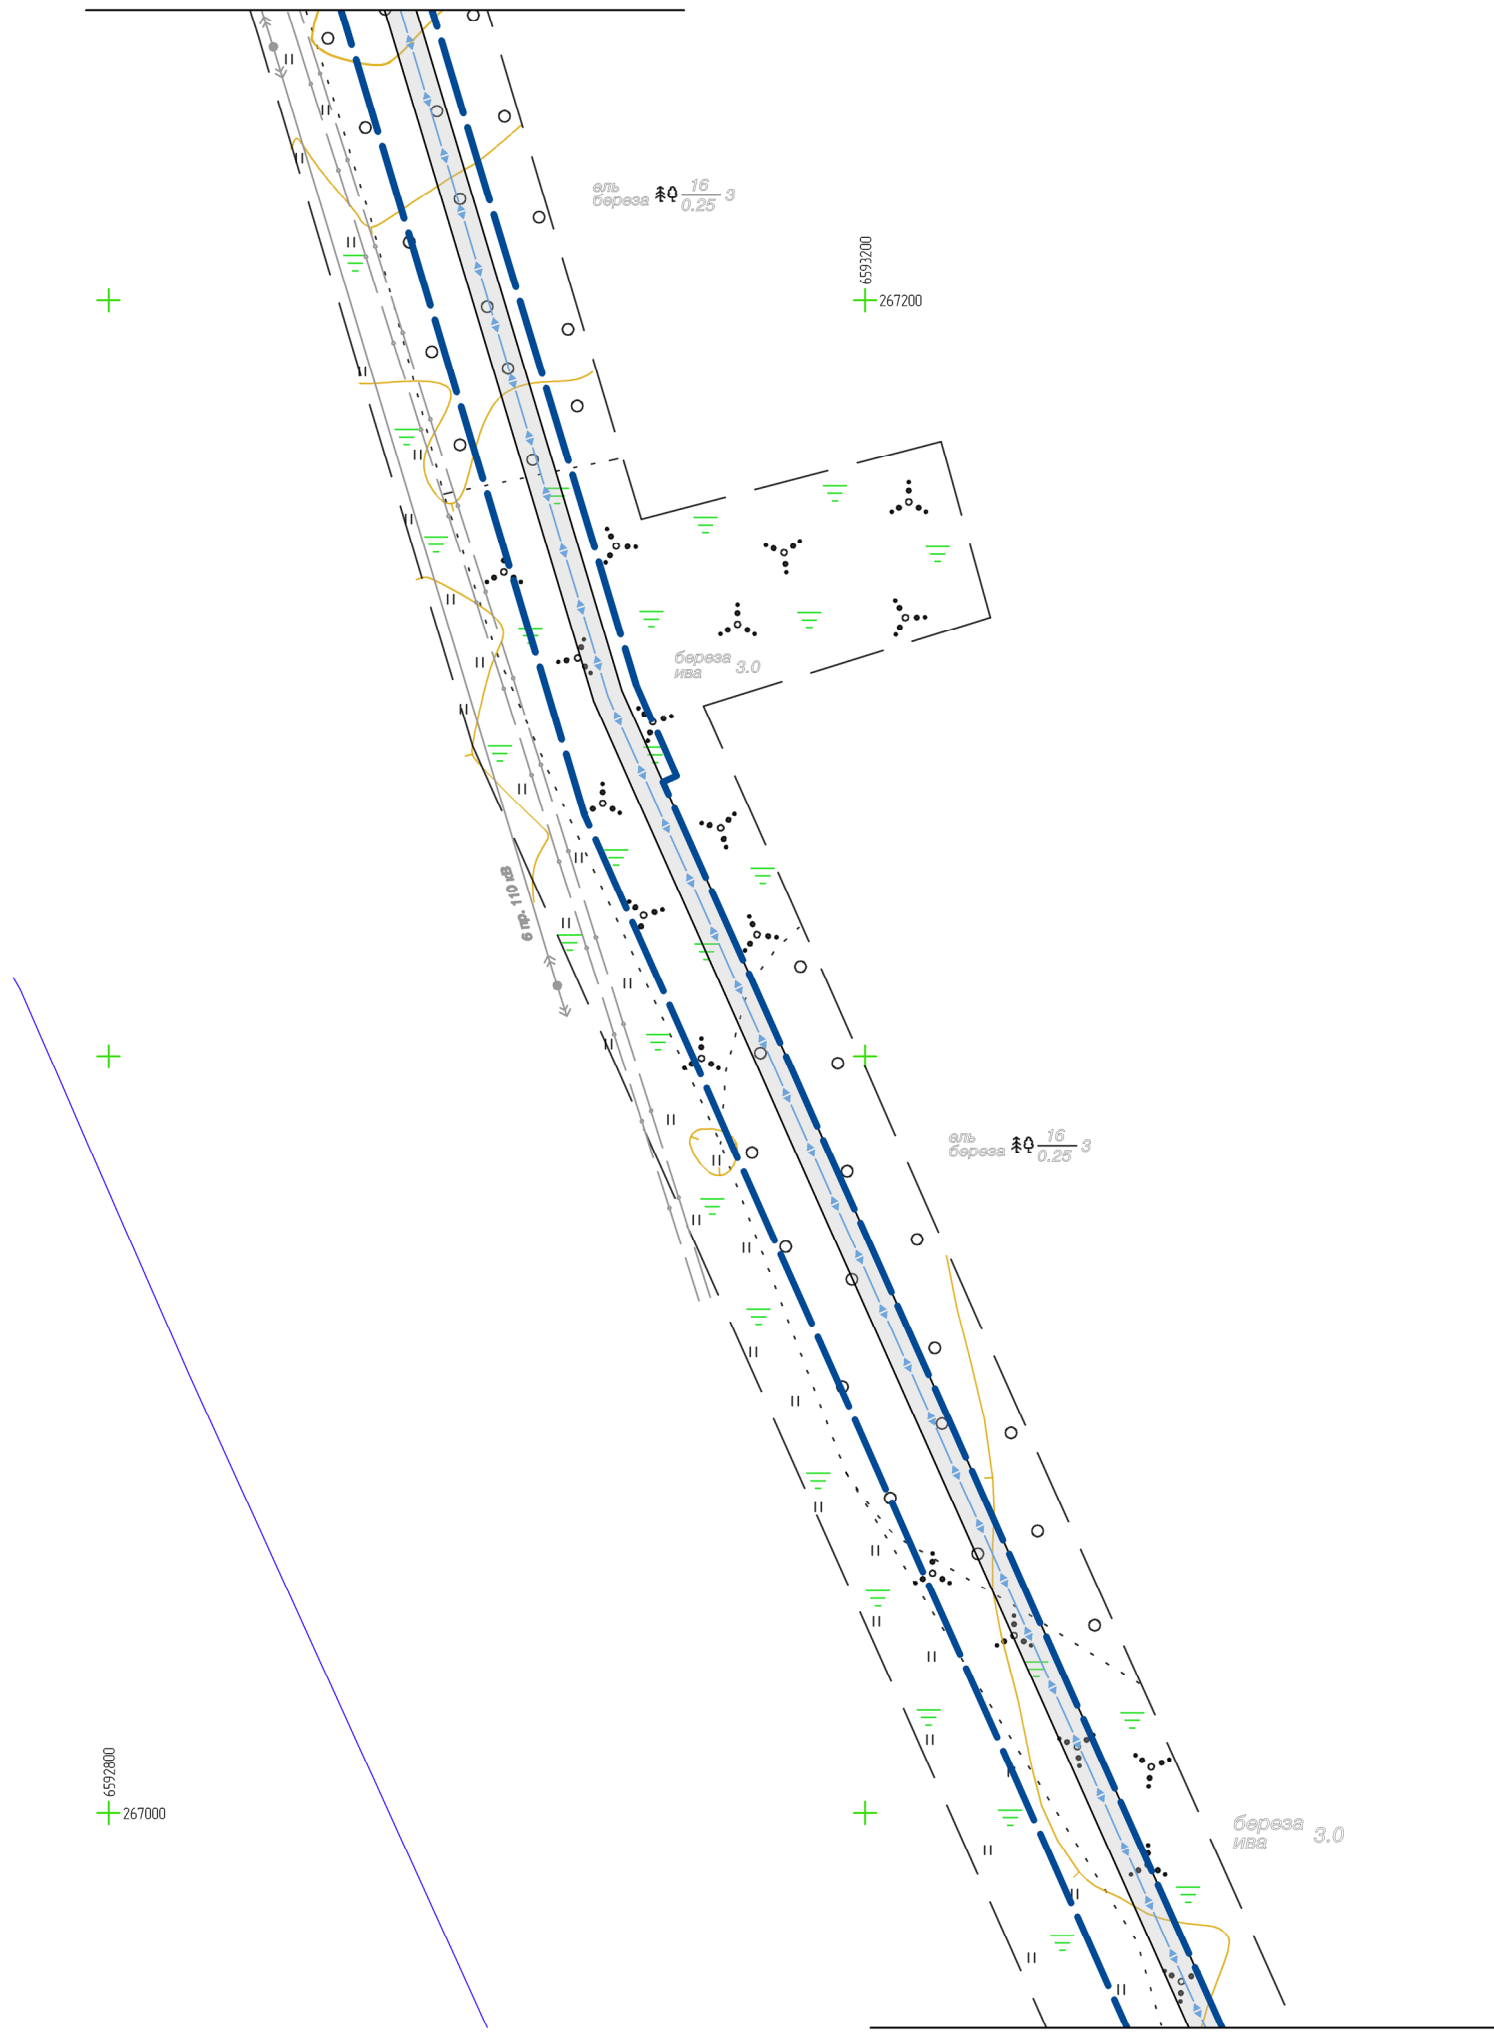 ель
береза
16
0.25
3
6593200
267200
береза
ива
3.0
6 пр. 110 кВ
ель
береза
16
0.25
3
6592800
267000
береза
ива
3.0